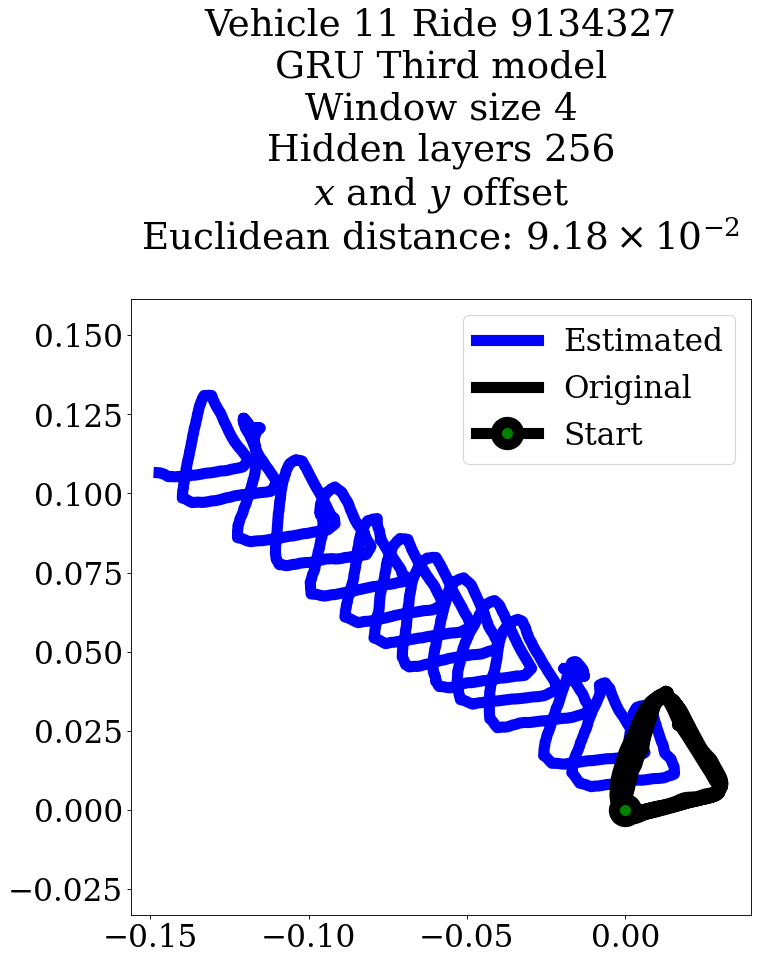 Vehicle 11 Ride 9134327
GRU Third model
Window size 4
Hidden layers 256
x and y offset
Euclidean distance: 9.18 × 10⁻²
Estimated
Original
Start
0.150
0.125
0.100
0.075
0.050
0.025
0.000
−0.025
−0.15 −0.10 −0.05 0.00